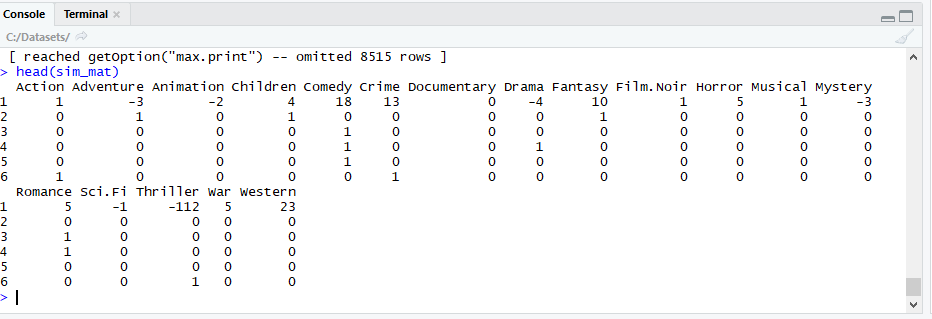 Console Terminal ×
C:/Datasets/
[ reached getOption("max.print") -- omitted 8515 rows ]
> head(sim_mat)
Action Adventure Animation Children Comedy Crime Documentary Drama Fantasy Film.Noir Horror Musical Mystery
1 1 -3 -2 4 18 13 0 -4 10 1 5 1 -3
2 0 1 0 1 0 0 0 0 1 0 0 0 0
3 0 0 0 0 1 0 0 0 0 0 0 0 0
4 0 0 0 0 1 0 0 1 0 0 0 0 0
5 0 0 0 0 1 0 0 0 0 0 0 0 0
6 1 0 0 0 0 1 0 0 0 0 0 0 0
Romance Sci.Fi Thriller War Western
1 5 -1 -112 5 23
2 0 0 0 0 0
3 1 0 0 0 0
4 1 0 0 0 0
5 0 0 0 0 0
6 0 0 1 0 0
>